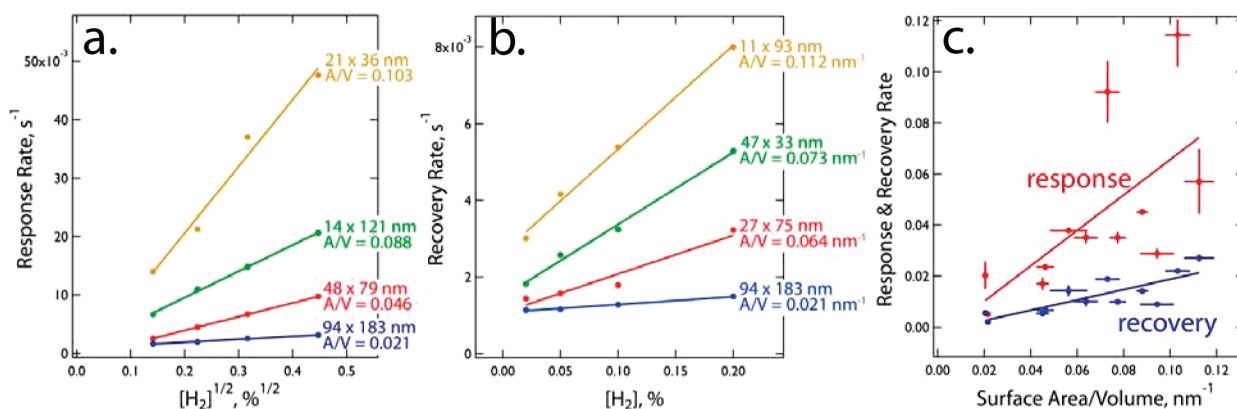 a.
Response Rate, s⁻¹
50x10⁻³
40
30
20
10
0
21 x 36 nm
A/V = 0.103
14 x 121 nm
A/V = 0.088
48 x 79 nm
A/V = 0.046
94 x 183 nm
A/V = 0.021
0.0
0.1
0.2
0.3
0.4
0.5
[H₂]¹/², %¹/²
b.
Recovery Rate, s⁻¹
8x10⁻³
6
4
2
0
11 x 93 nm
A/V = 0.112 nm⁻¹
47 x 33 nm
A/V = 0.073 nm⁻¹
27 x 75 nm
A/V = 0.064 nm⁻¹
94 x 183 nm
A/V = 0.021 nm⁻¹
0.00
0.05
0.10
0.15
0.20
[H₂], %
c.
Response & Recovery Rate
0.12
0.10
0.08
0.06
0.04
0.02
0.00
response
recovery
0.00
0.02
0.04
0.06
0.08
0.10
0.12
Surface Area/Volume, nm⁻¹